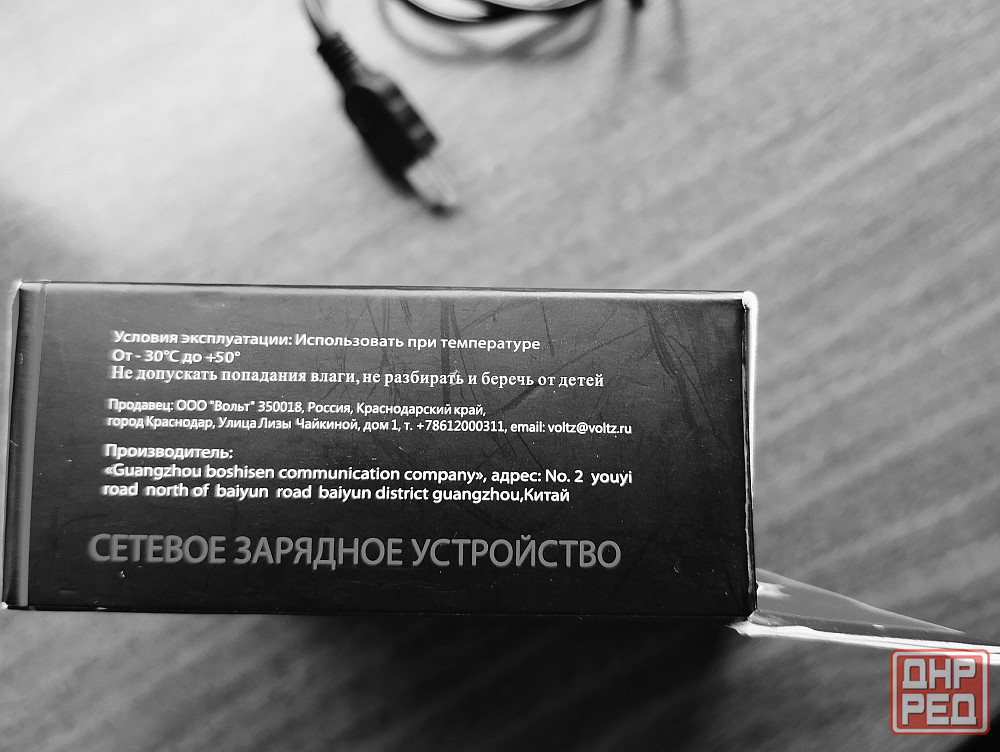 Условия эксплуатации: Использовать при температуре
От - 30°C до +50°
Не допускать попадания влаги, не разбирать и беречь от детей
Продавец: ООО "Вольт" 350018, Россия, Краснодарский край,
город Краснодар, Улица Лизы Чайкиной, дом 1, т. +78612000311, email: voltz@voltz.ru
Производитель:
«Guangzhou boshisen communication company», адрес: No. 2 youyi
road north of baiyun road baiyun district guangzhou,Китай
СЕТЕВОЕ ЗАРЯДНОЕ УСТРОЙСТВО
ДНР
РЕД